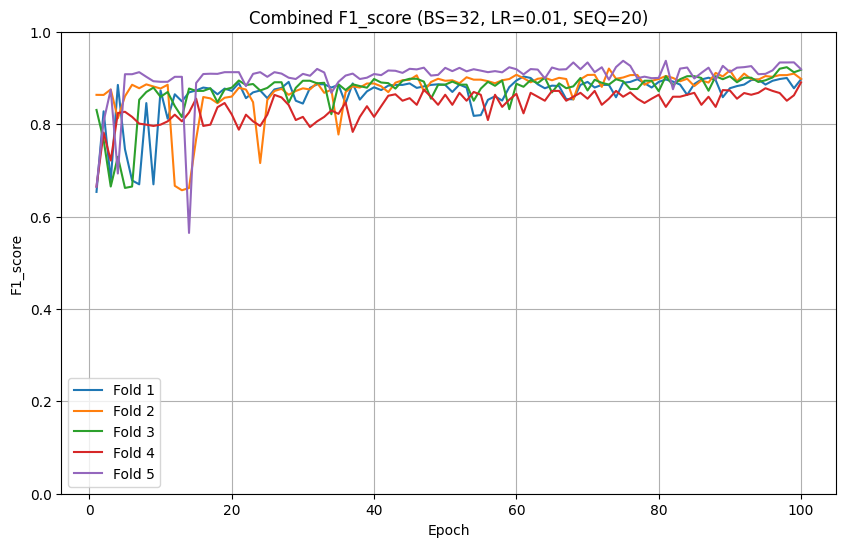 Combined F1_score (BS=32, LR=0.01, SEQ=20)
1.0
0.8
0.6
0.4
0.2
0.0
F1_score
Fold 1
Fold 2
Fold 3
Fold 4
Fold 5
0 20 40 60 80 100
Epoch